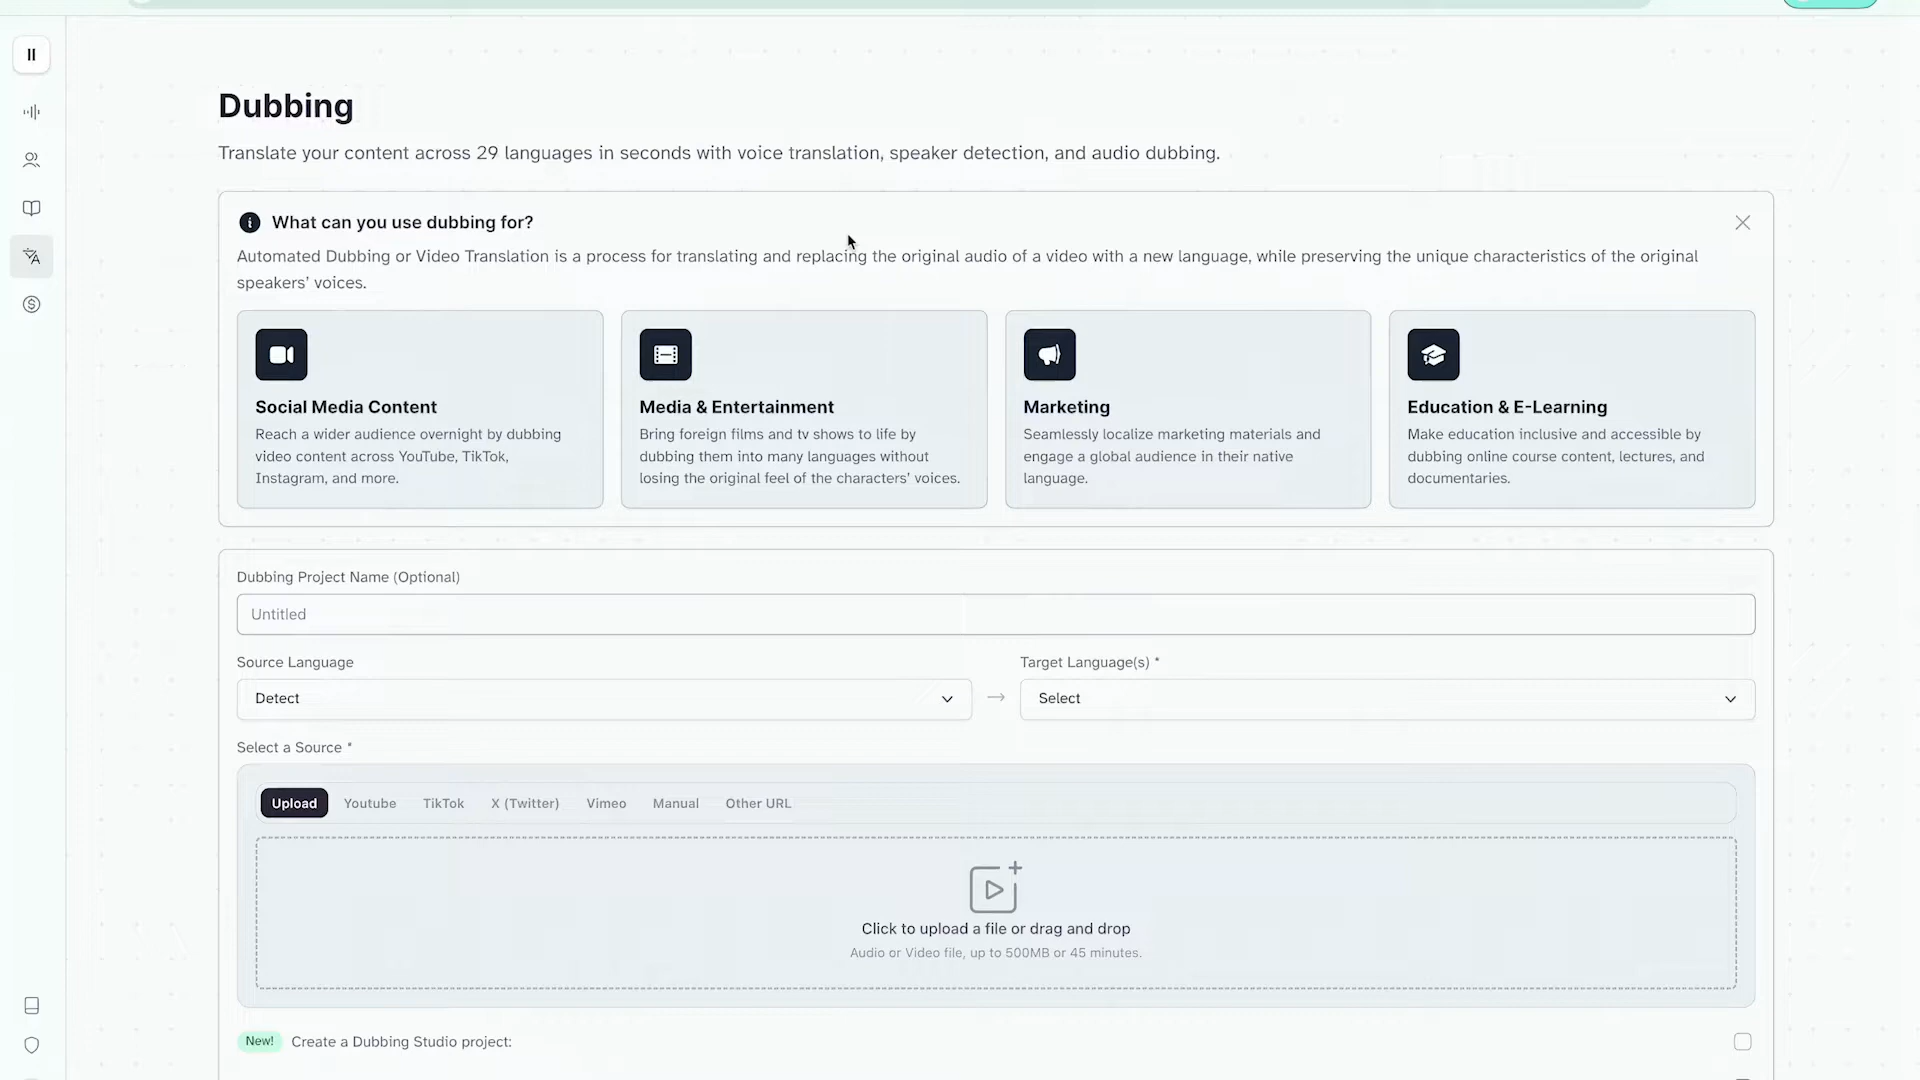 Dubbing
Translate your content across 29 languages in seconds with voice translation, speaker detection, and audio dubbing.
What can you use dubbing for?
Automated Dubbing or Video Translation is a process for translating and replacing the original audio of a video with a new language, while preserving the unique characteristics of the original
speakers' voices.
Social Media Content
Reach a wider audience overnight by dubbing
video content across YouTube, TikTok,
Instagram, and more.
Media & Entertainment
Bring foreign films and tv shows to life by
dubbing them into many languages without
losing the original feel of the characters' voices.
Marketing
Seamlessly localize marketing materials and
engage a global audience in their native
language.
Education & E-Learning
Make education inclusive and accessible by
dubbing online course content, lectures, and
documentaries.
Dubbing Project Name (Optional)
Untitled
Source Language
Target Language(s) *
Detect
Select
Select a Source *
Upload Youtube TikTok X (Twitter) Vimeo Manual Other URL
Click to upload a file or drag and drop
Audio or Video file, up to 500MB or 45 minutes.
New! Create a Dubbing Studio project: